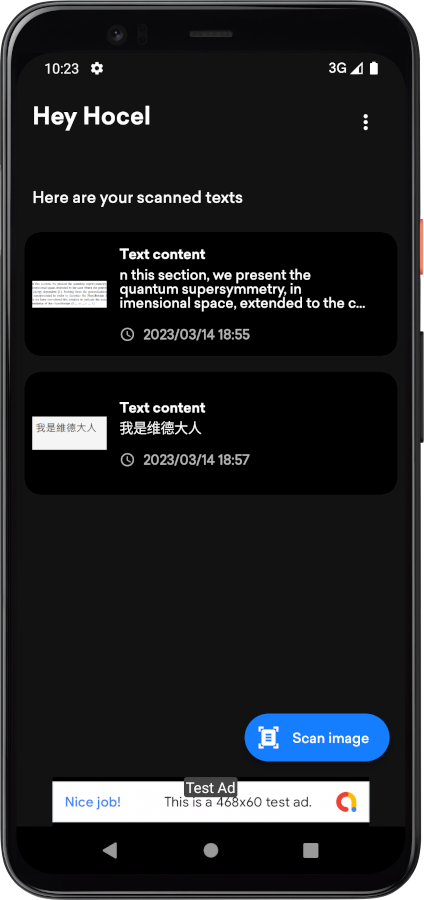 10:23
3G
Hey Hocel
Here are your scanned texts
Text content
n this section, we present the
quantum supersymmetry, in
imensional space, extended to the c...
2023/03/14 18:55
我是维德大人
Text content
我是维德大人
2023/03/14 18:57
Scan image
Test Ad
Nice job!
This is a 468x60 test ad.